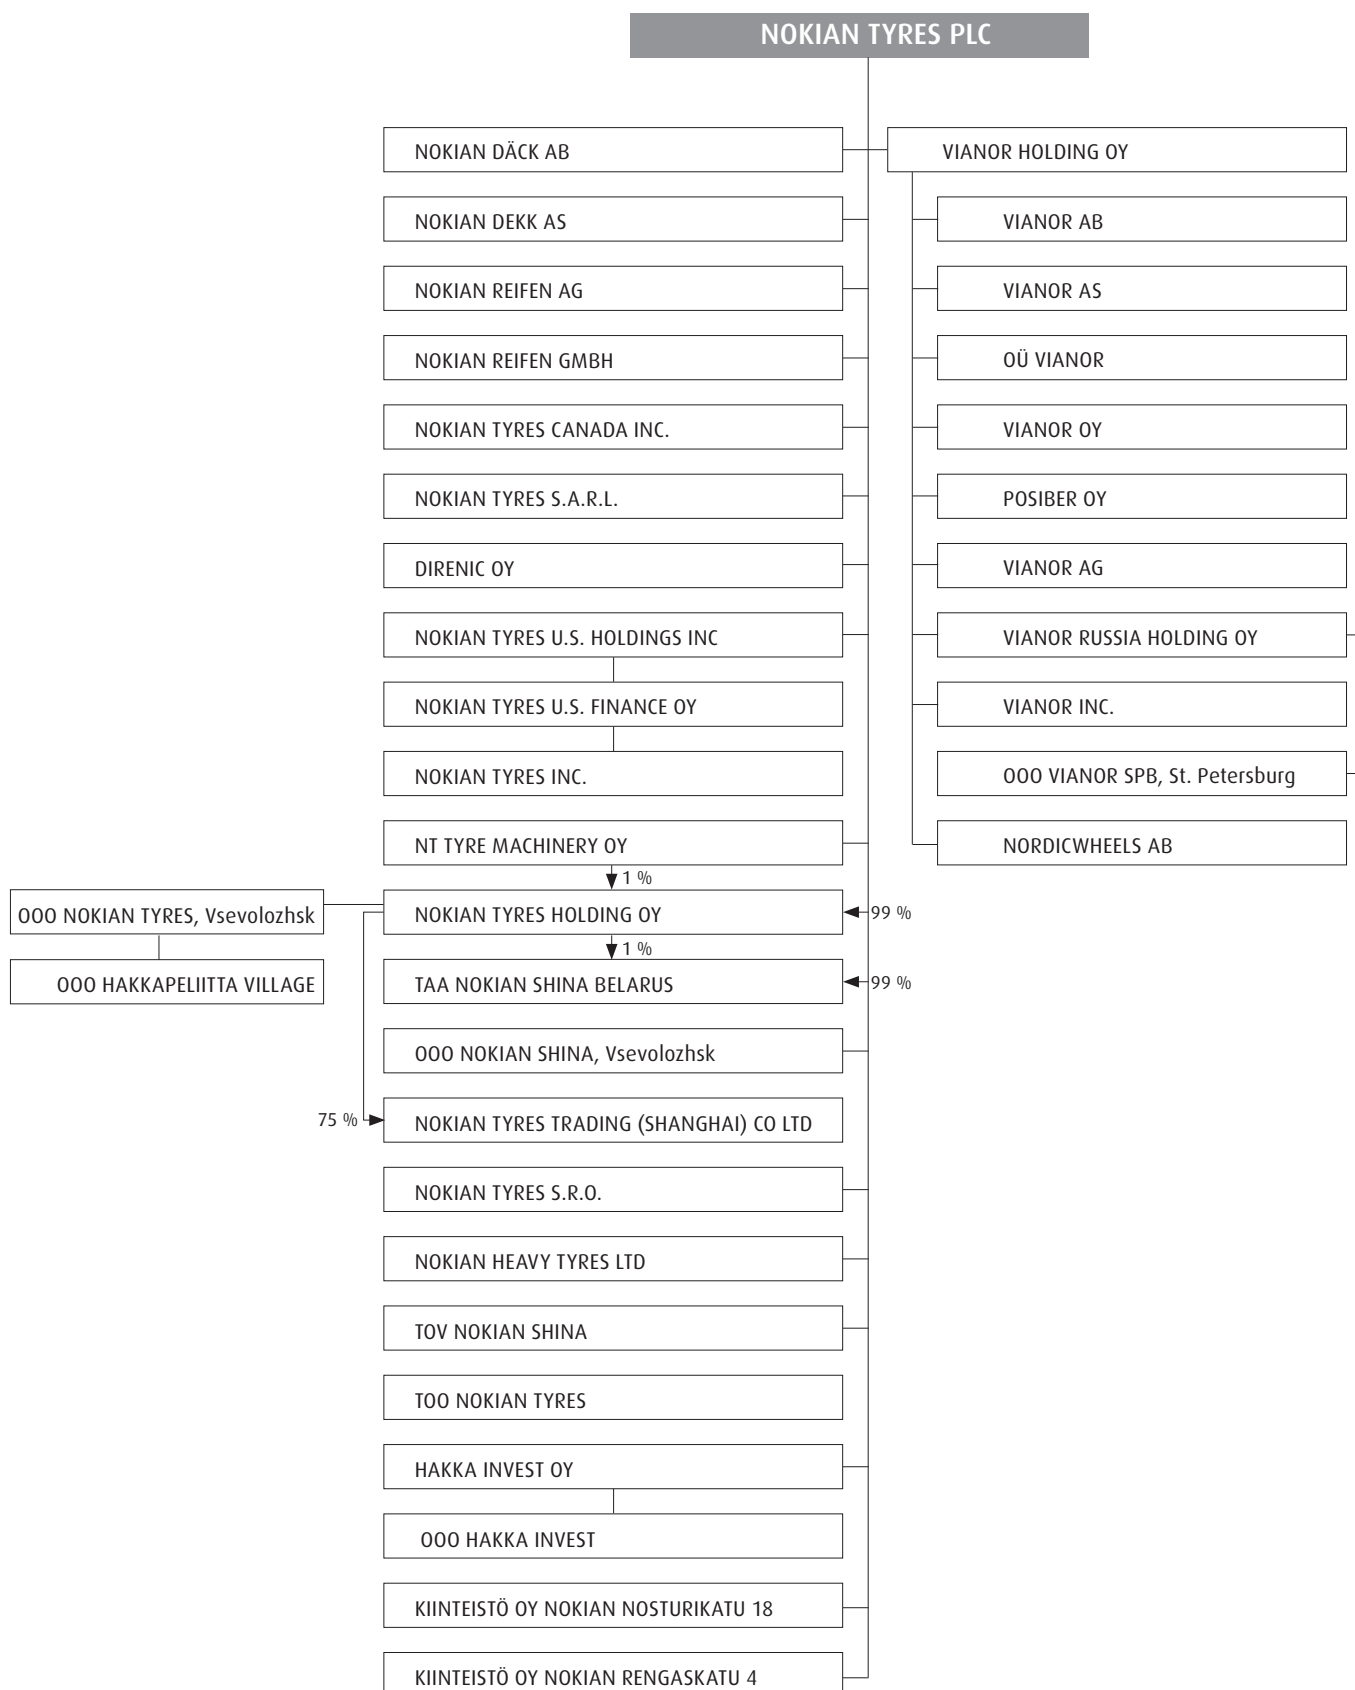 NOKIAN TYRES PLC
NOKIAN DÄCK AB
NOKIAN DEKK AS
NOKIAN REIFEN AG
NOKIAN REIFEN GMBH
NOKIAN TYRES CANADA INC.
NOKIAN TYRES S.A.R.L.
DIRENIC OY
NOKIAN TYRES U.S. HOLDINGS INC
NOKIAN TYRES U.S. FINANCE OY
NOKIAN TYRES INC.
NT TYRE MACHINERY OY
1 %
OOO NOKIAN TYRES, Vsevolozhsk
NOKIAN TYRES HOLDING OY
99 %
1 %
OOO HAKKAPELIITTA VILLAGE
TAA NOKIAN SHINA BELARUS
99 %
OOO NOKIAN SHINA, Vsevolozhsk
75 %
NOKIAN TYRES TRADING (SHANGHAI) CO LTD
NOKIAN TYRES S.R.O.
NOKIAN HEAVY TYRES LTD
TOV NOKIAN SHINA
TOO NOKIAN TYRES
HAKKA INVEST OY
OOO HAKKA INVEST
KIINTEISTÖ OY NOKIAN NOSTURIKATU 18
KIINTEISTÖ OY NOKIAN RENGASKATU 4
VIANOR HOLDING OY
VIANOR AB
VIANOR AS
OÜ VIANOR
VIANOR OY
POSIBER OY
VIANOR AG
VIANOR RUSSIA HOLDING OY
VIANOR INC.
OOO VIANOR SPB, St. Petersburg
NORDICWHEELS AB